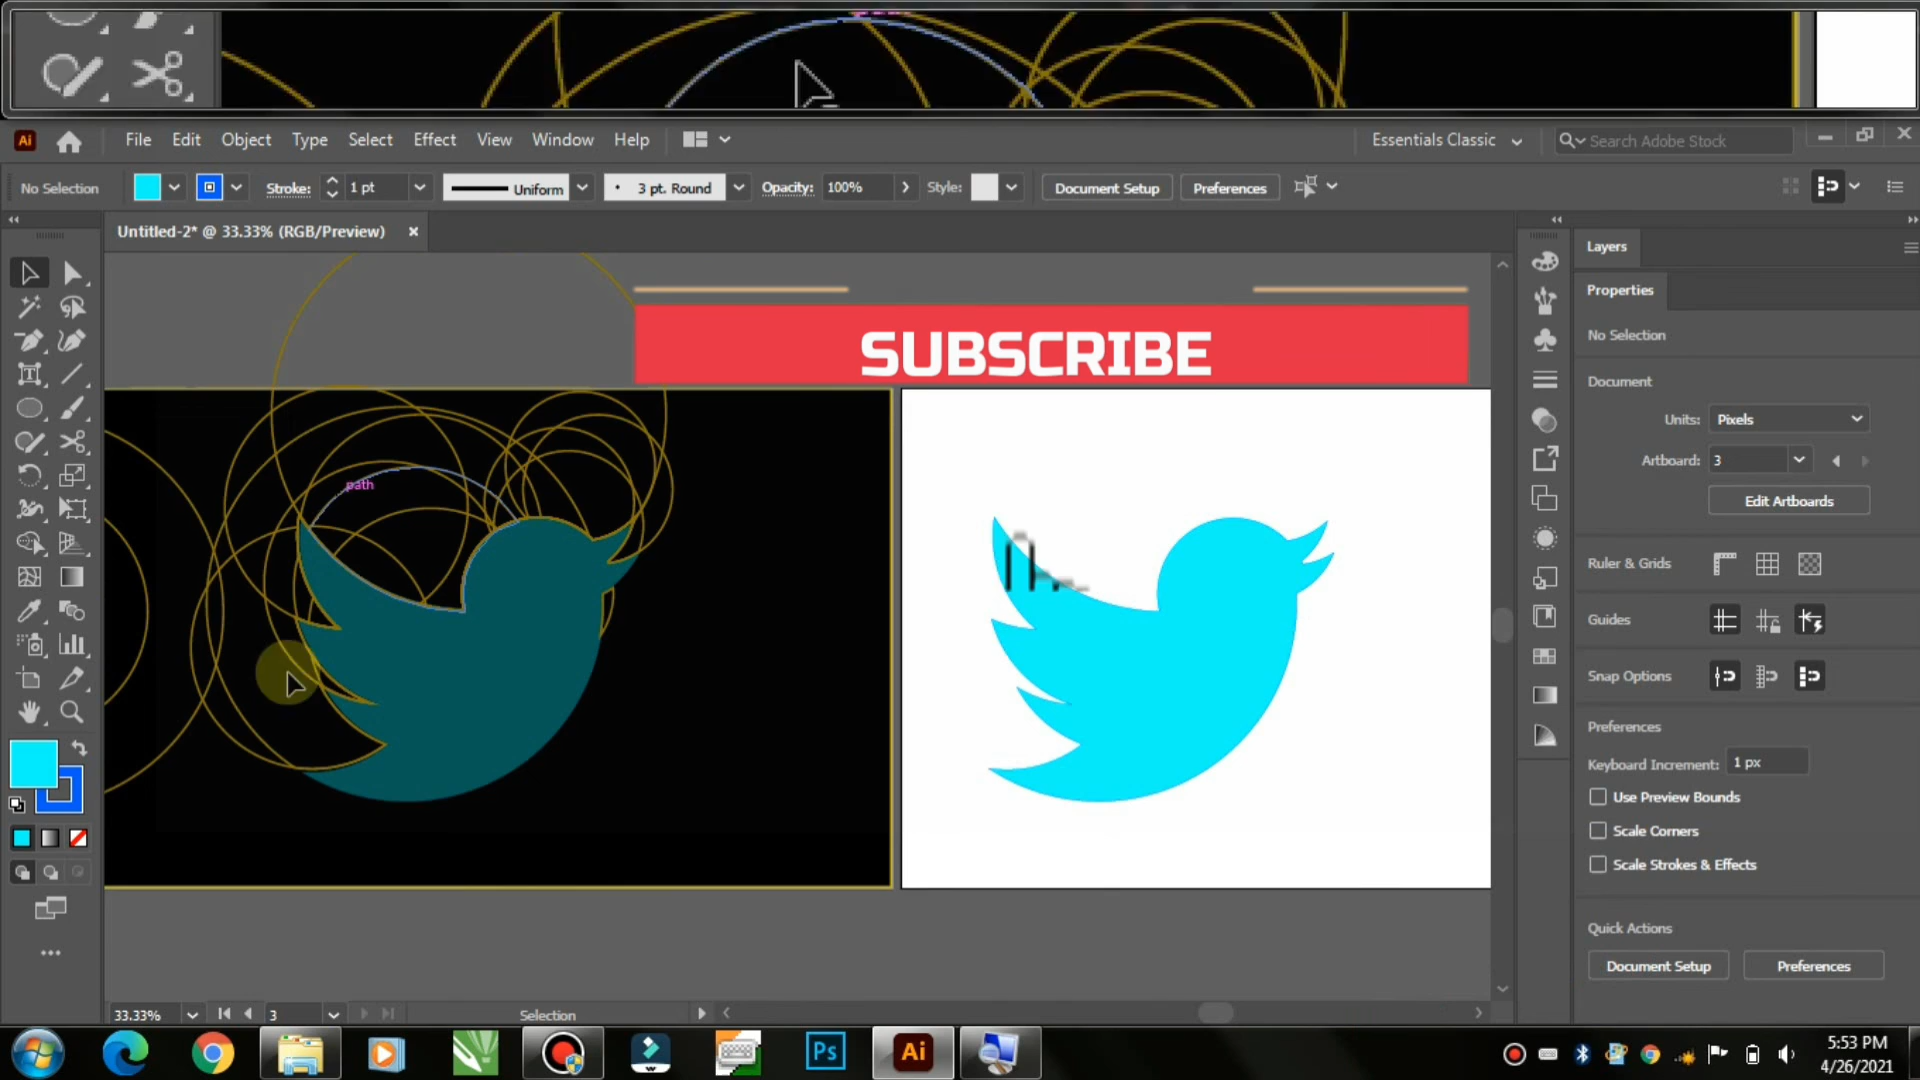 Ai File Edit Object Type Select Effect View Window Help Essentials Classic Search Adobe Stock
No Selection Stroke: 1 pt Uniform 3 pt. Round Opacity: 100% Style: Document Setup Preferences
Untitled-2* @ 33.33% (RGB/Preview)
Layers
Properties
No Selection
SUBSCRIBE
Document
Units: Pixels
Artboard: 3
path
Edit Artboards
Ruler & Grids
Guides
Snap Options
Preferences
Keyboard Increment: 1 px
Use Preview Bounds
Scale Corners
Scale Strokes & Effects
Quick Actions
Document Setup Preferences
33.33% 3 Selection
Ps Ai
5:53 PM
4/26/2021